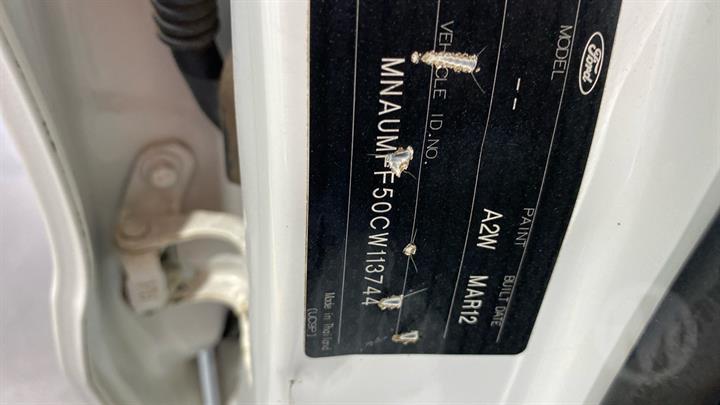 Ford
MODEL PAINT BUILT DATE
-- A2W MAR12
VEHICLE ID.NO.
MNAUMFF50CW113744
Made in Thailand